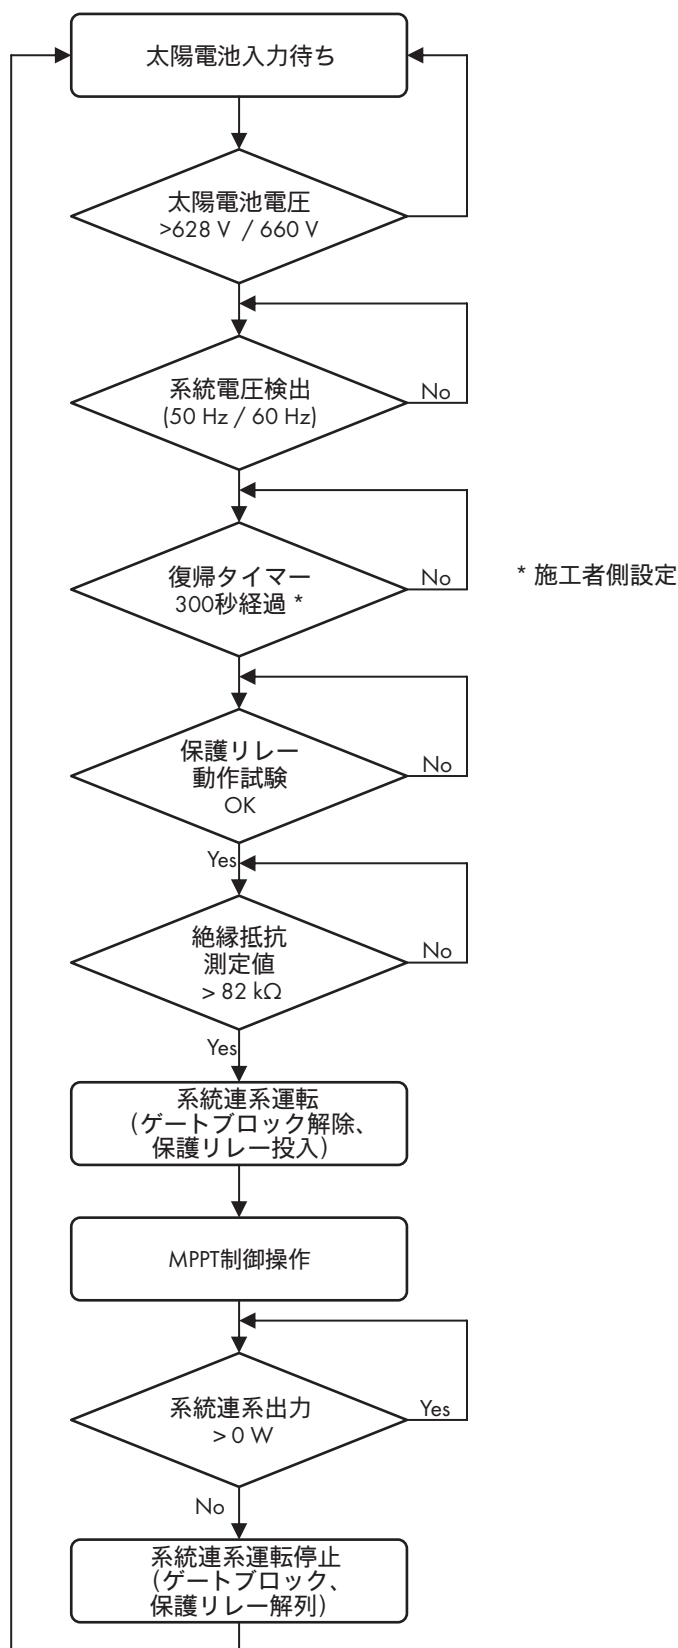 太陽電池入力待ち
太陽電池電圧
>628 V / 660 V
系統電圧検出
(50 Hz / 60 Hz)
No
復帰タイマー
300秒経過 *
No
* 施工者側設定
保護リレー
動作試験
OK
No
Yes
絶縁抵抗
測定値
> 82 kΩ
No
Yes
系統連系運転
(ゲートブロック解除、
保護リレー投入)
MPPT制御操作
系統連系出力
> 0 W
Yes
No
系統連系運転停止
(ゲートブロック、
保護リレー解列)